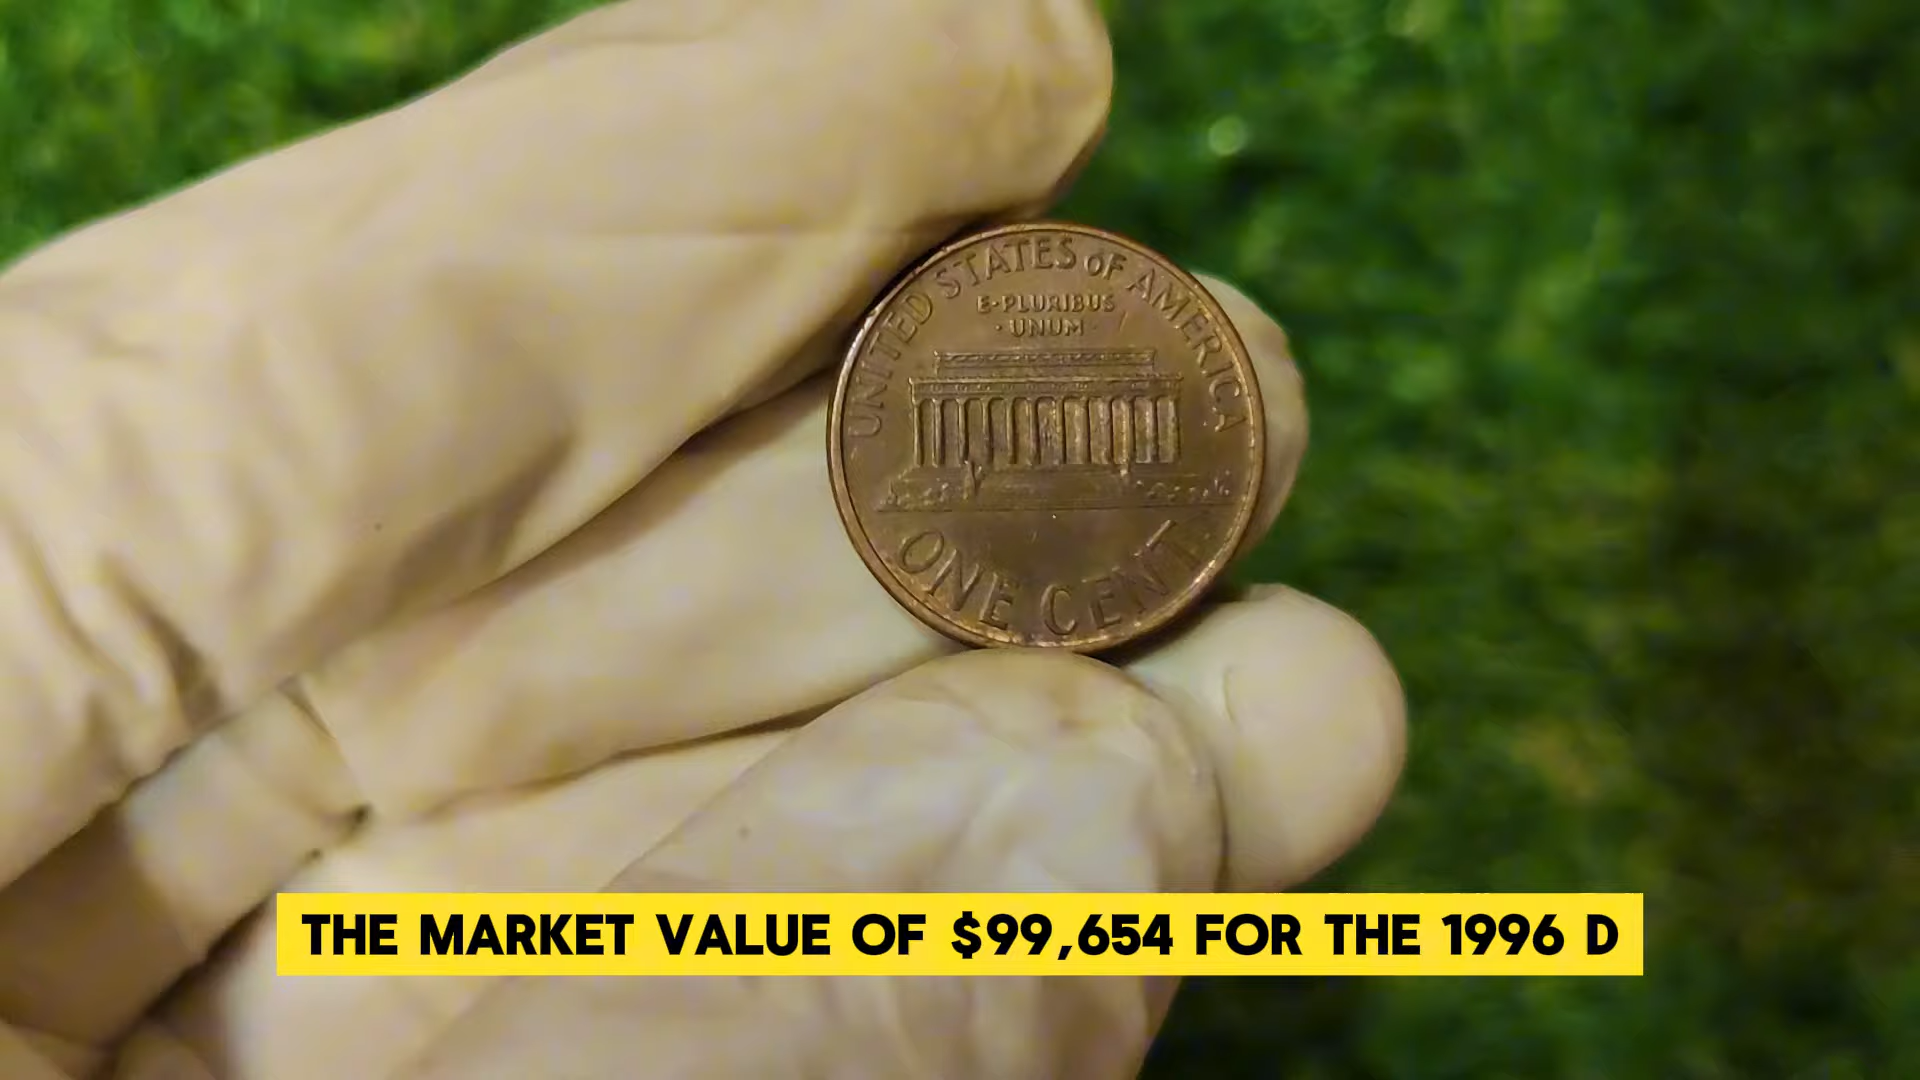 UNITED STATES OF AMERICA
E·PLURIBUS
·UNUM·
ONE CENT
THE MARKET VALUE OF $99,654 FOR THE 1996 D